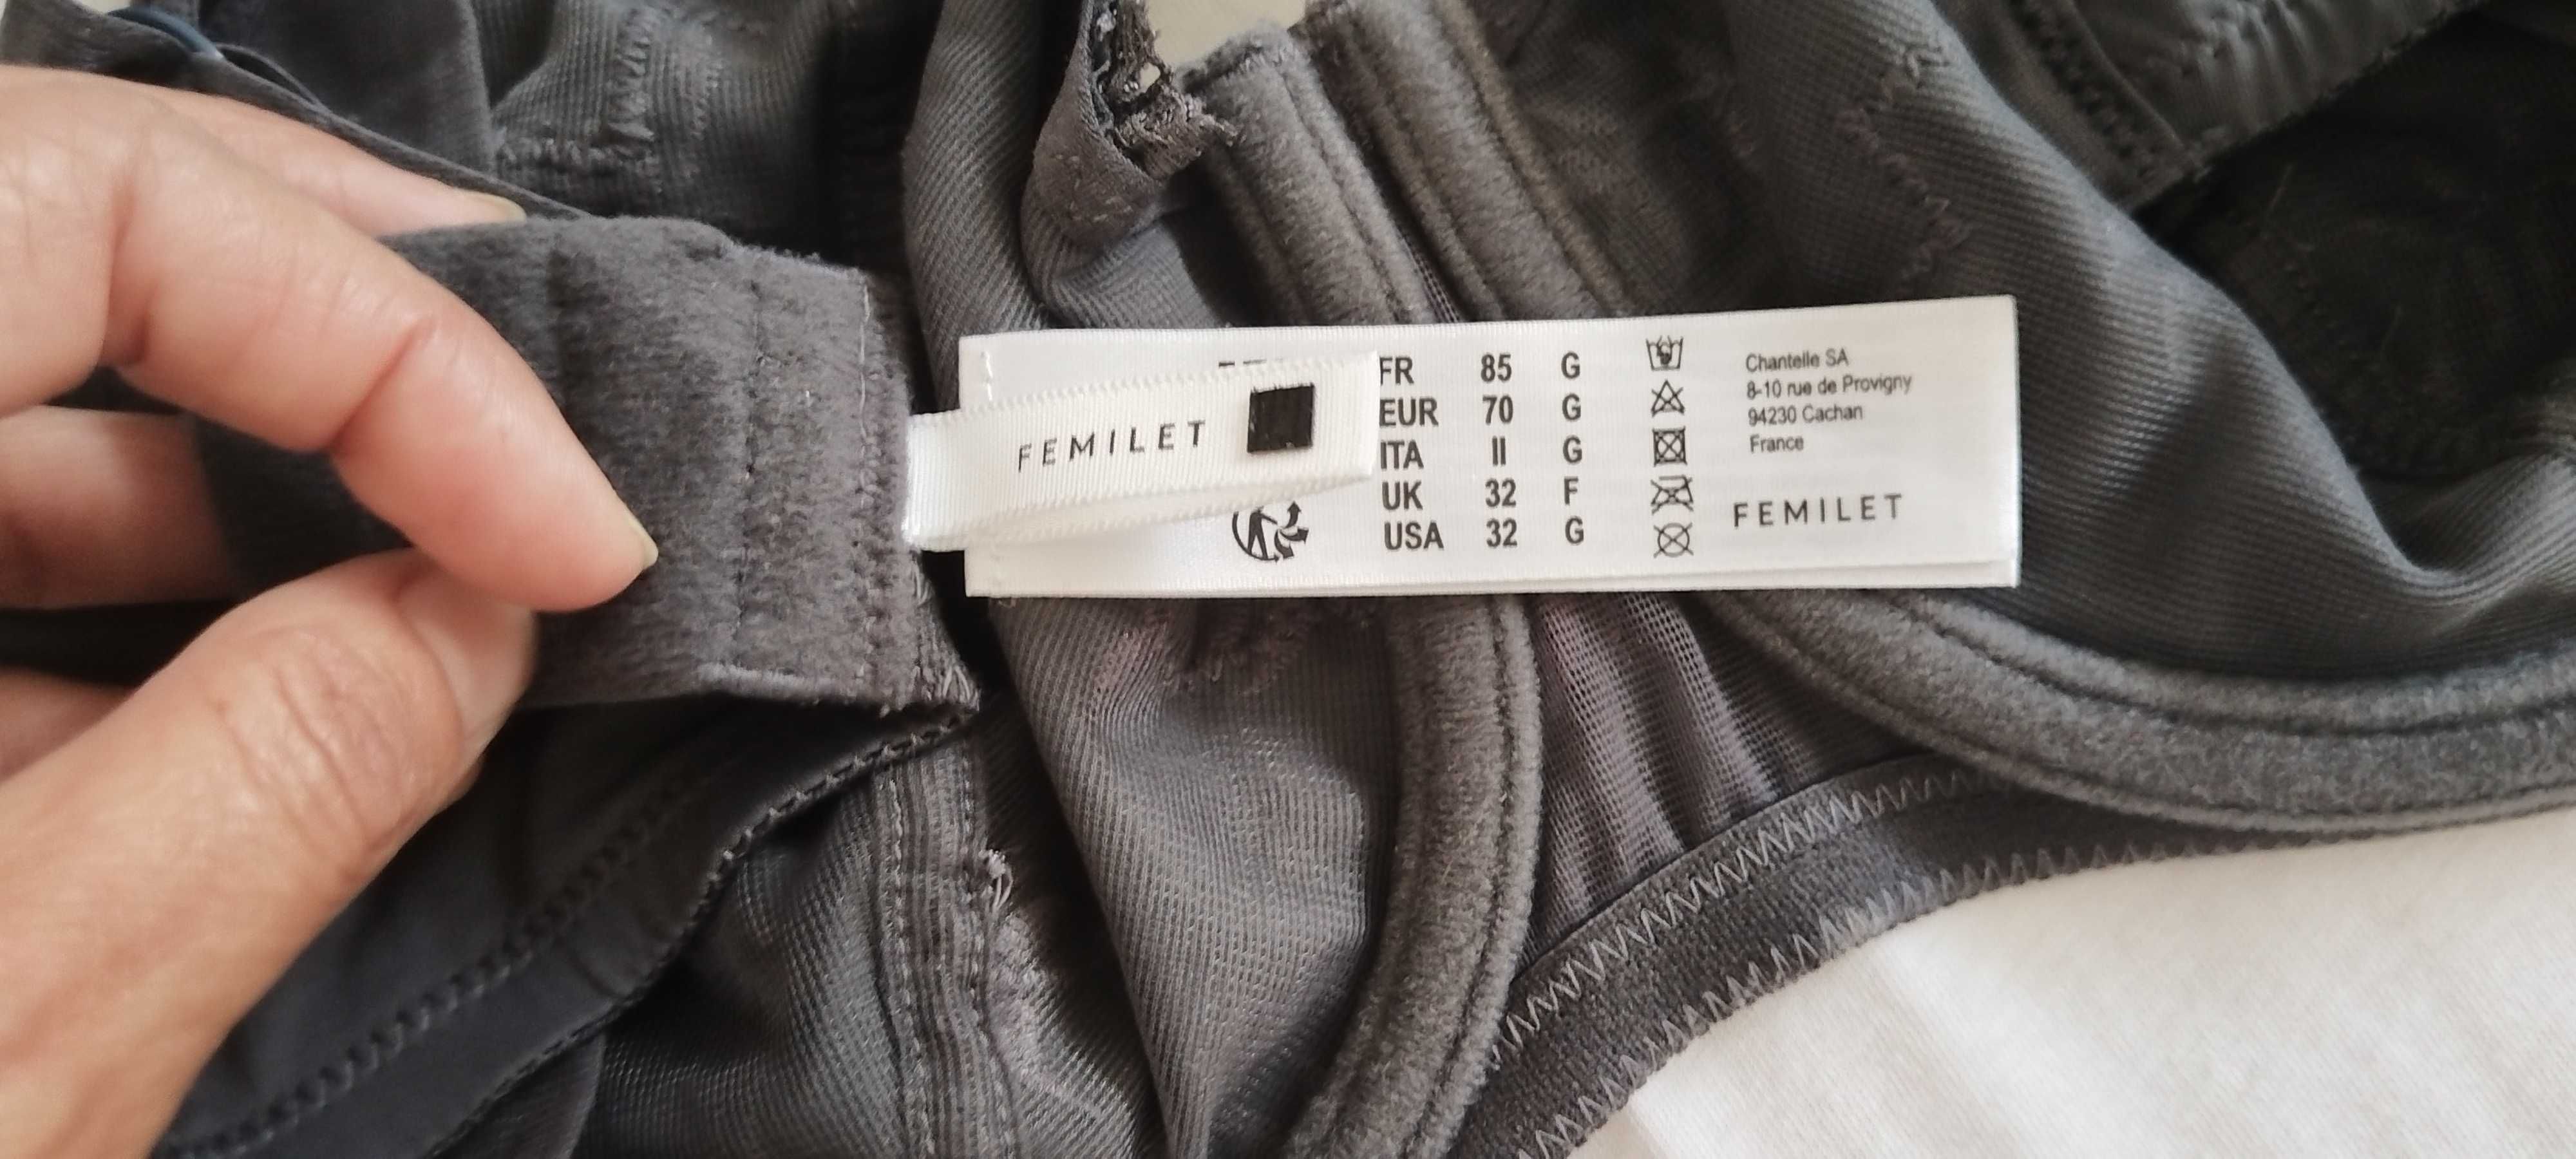 FEMILET
FR 85 G
EUR 70 G
ITA II G
UK 32 F
USA 32 G
Chantelle SA
8-10 rue de Provigny
94230 Cachan
France
FEMILET